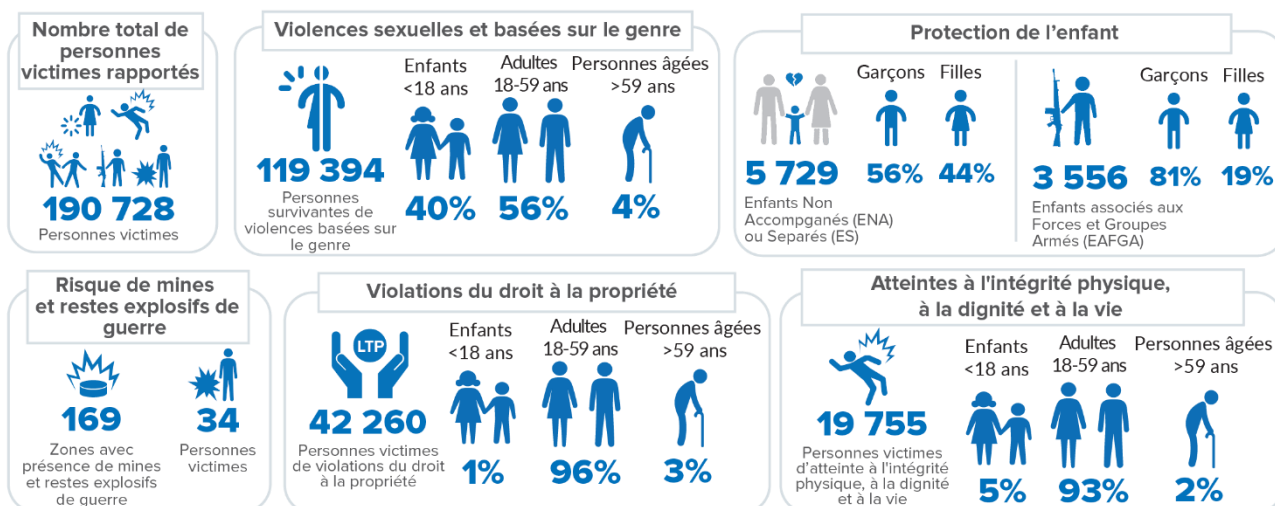 Nombre total de
personnes
victimes rapportés
190 728
Personnes victimes
Violences sexuelles et basées sur le genre
119 394
Personnes
survivantes de
violences basées sur
le genre
Enfants
<18 ans
40%
Adultes
18-59 ans
56%
Personnes âgées
>59 ans
4%
Protection de l'enfant
5 729
Enfants Non
Accompganés (ENA)
ou Séparés (ES)
Garçons
56%
Filles
44%
3 556
Enfants associés aux
Forces et Groupes
Armés (EAFGA)
Garçons
81%
Filles
19%
Risque de mines
et restes explosifs de
guerre
169
Zones avec
présence de mines
et restes explosifs
de guerre
34
Personnes
victimes
Violations du droit à la propriété
LTP
42 260
Personnes victimes
de violations du droit
à la propriété
Enfants
<18 ans
1%
Adultes
18-59 ans
96%
Personnes âgées
>59 ans
3%
Atteintes à l'intégrité physique,
à la dignité et à la vie
19 755
Personnes victimes
d'atteinte à l'intégrité
physique, à la dignité
et à la vie
Enfants
<18 ans
5%
Adultes
18-59 ans
93%
Personnes âgées
>59 ans
2%